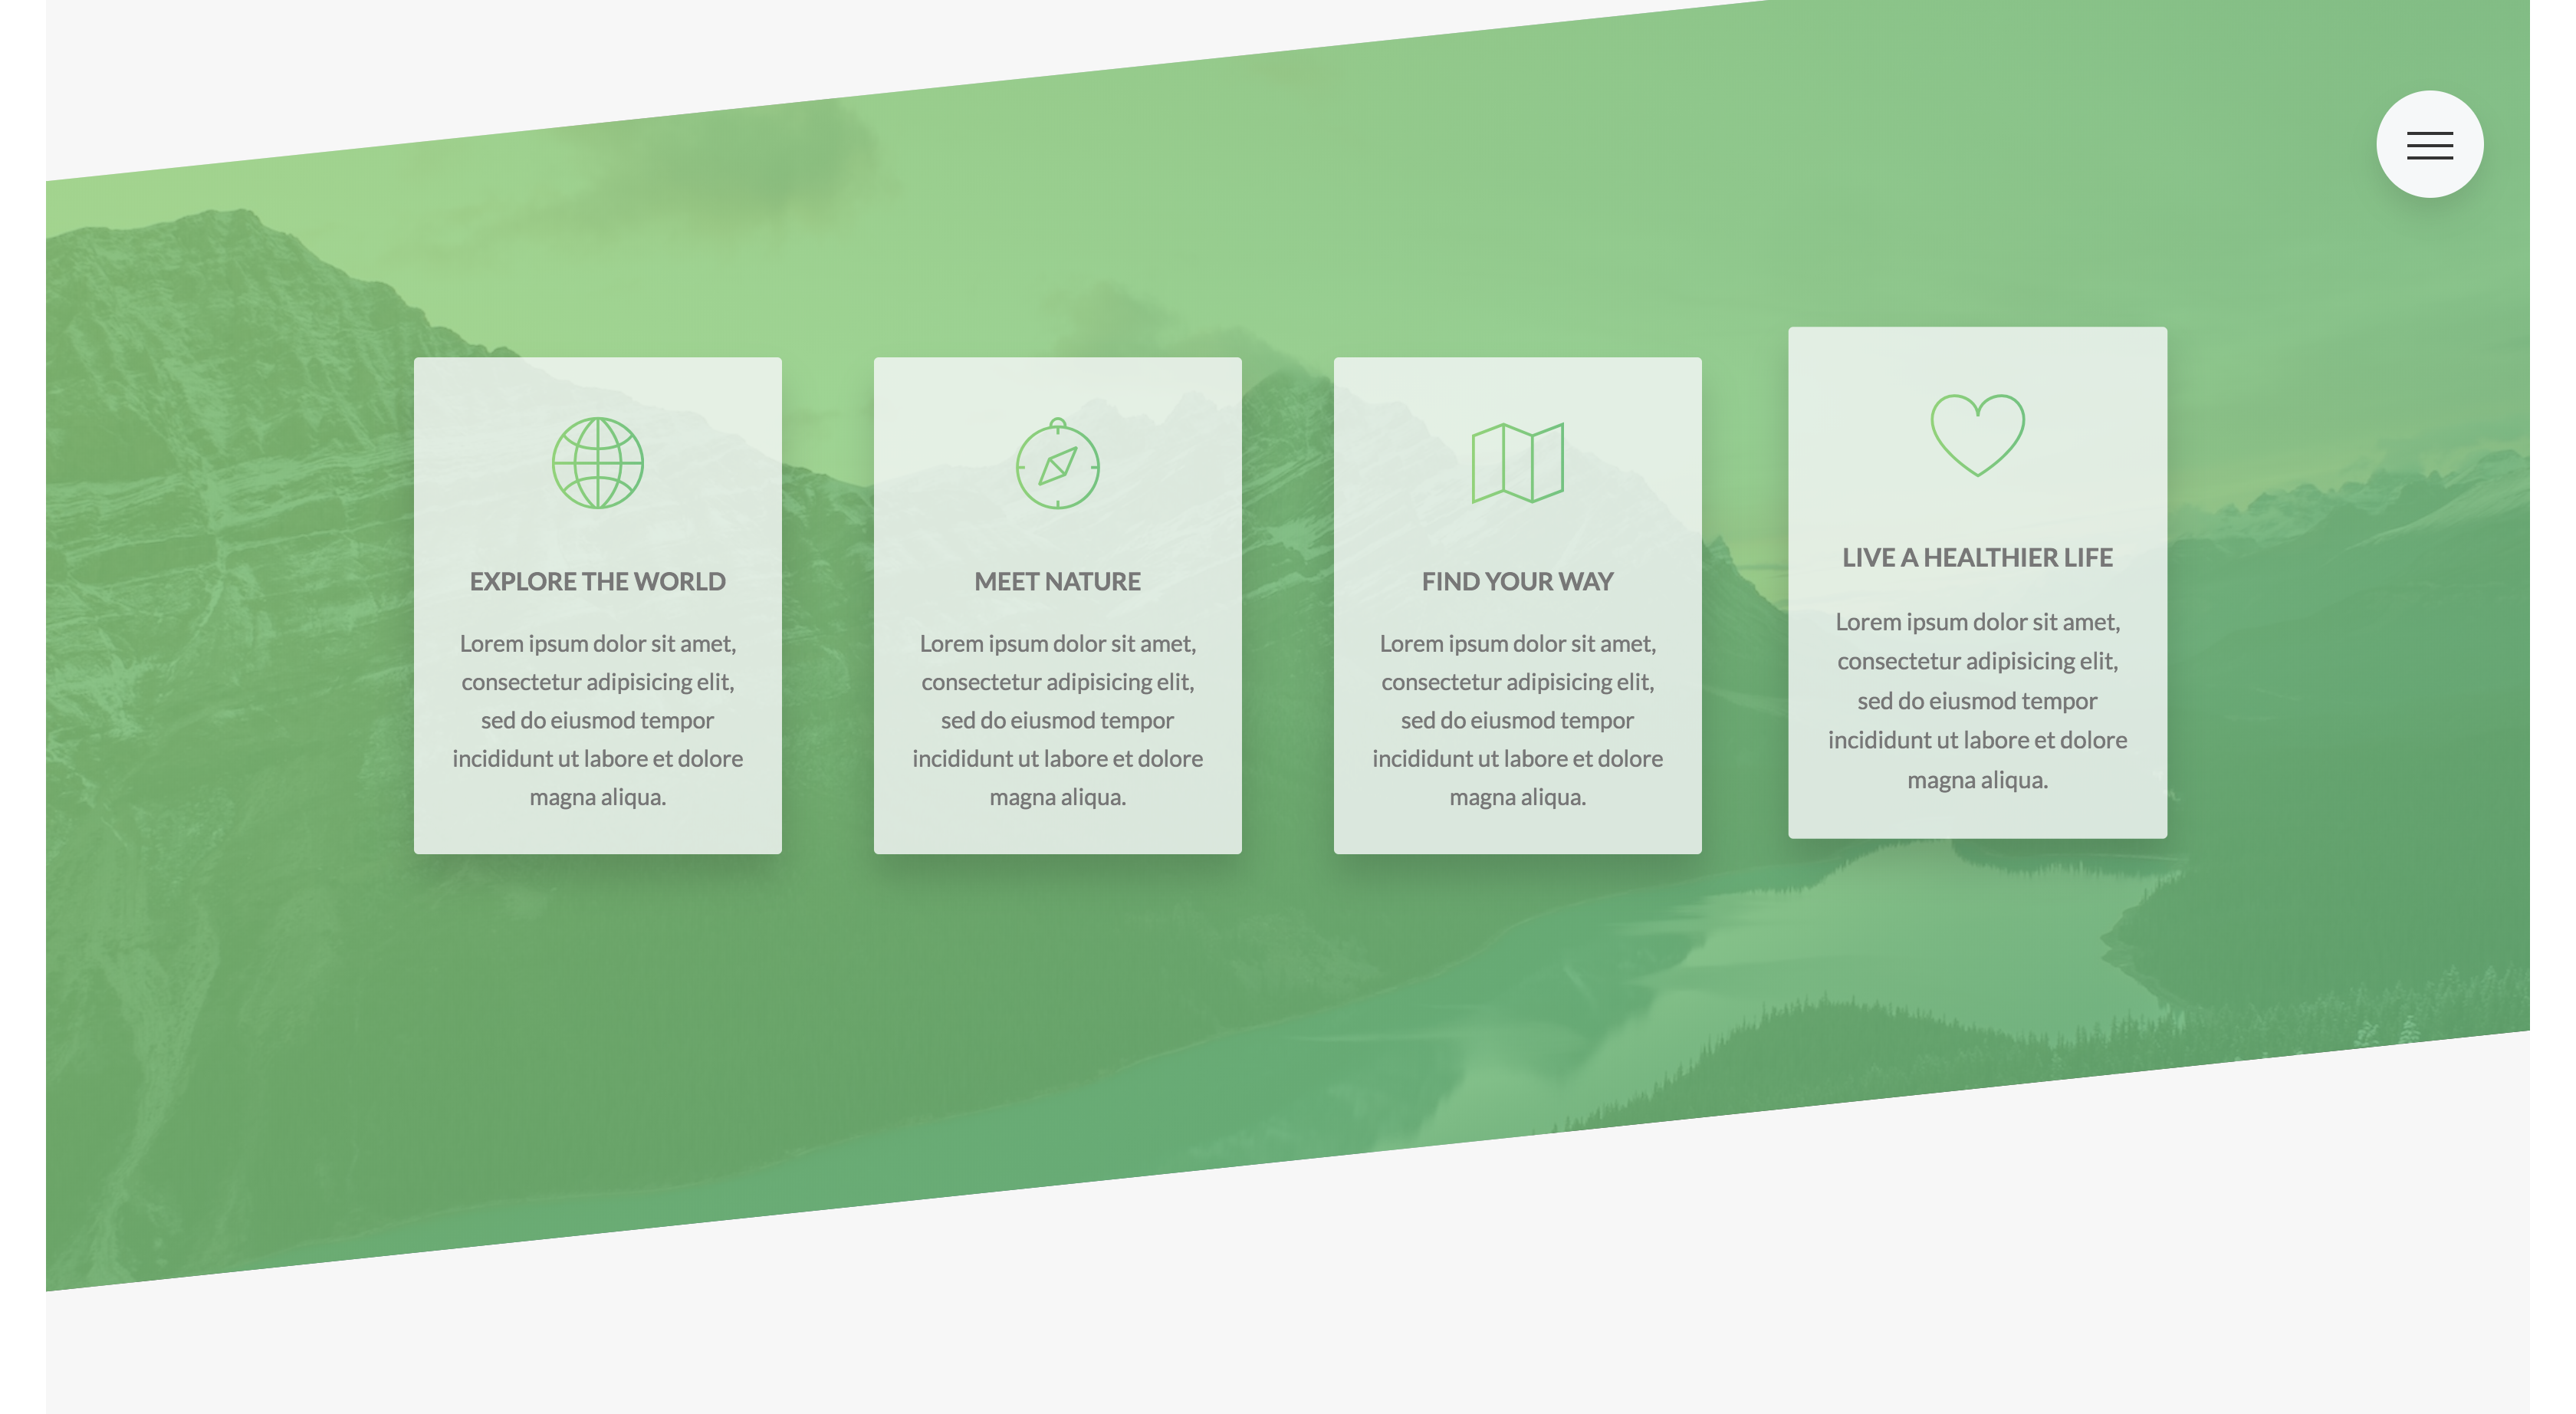 EXPLORE THE WORLD
Lorem ipsum dolor sit amet,
consectetur adipisicing elit,
sed do eiusmod tempor
incididunt ut labore et dolore
magna aliqua.
MEET NATURE
Lorem ipsum dolor sit amet,
consectetur adipisicing elit,
sed do eiusmod tempor
incididunt ut labore et dolore
magna aliqua.
FIND YOUR WAY
Lorem ipsum dolor sit amet,
consectetur adipisicing elit,
sed do eiusmod tempor
incididunt ut labore et dolore
magna aliqua.
LIVE A HEALTHIER LIFE
Lorem ipsum dolor sit amet,
consectetur adipisicing elit,
sed do eiusmod tempor
incididunt ut labore et dolore
magna aliqua.